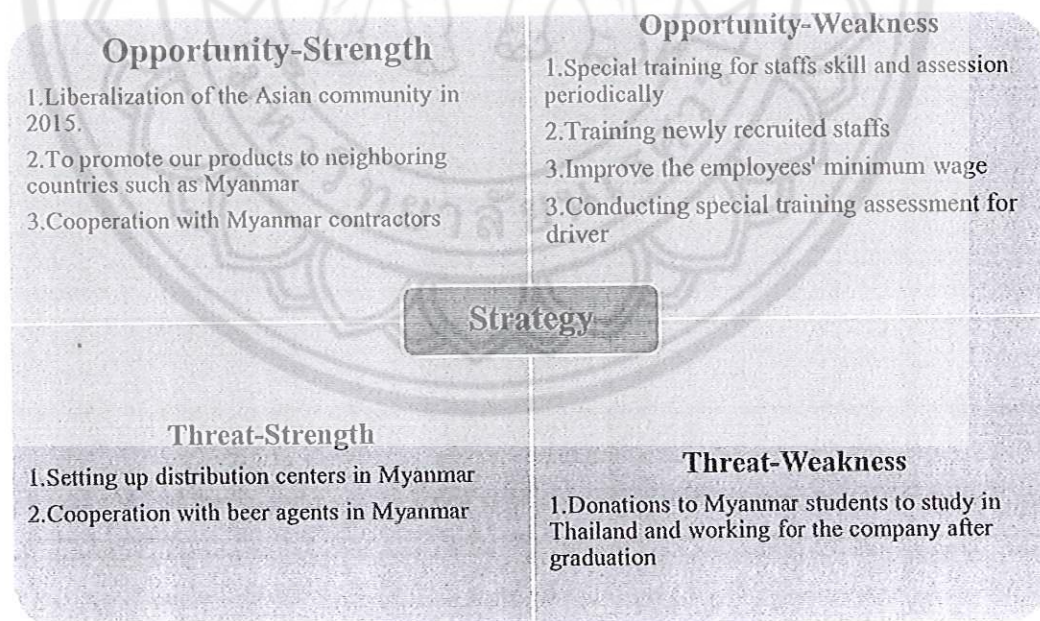 Opportunity-Strength
1.Liberalization of the Asian community in
2015.
2.To promote our products to neighboring
countries such as Myanmar
3.Cooperation with Myanmar contractors
Opportunity-Weakness
1.Special training for staffs skill and assession
periodically
2.Training newly recruited staffs
3.Improve the employees' minimum wage
3.Conducting special training assessment for
driver
Strategy
Threat-Strength
1.Setting up distribution centers in Myanmar
2.Cooperation with beer agents in Myanmar
Threat-Weakness
1.Donations to Myanmar students to study in
Thailand and working for the company after
graduation